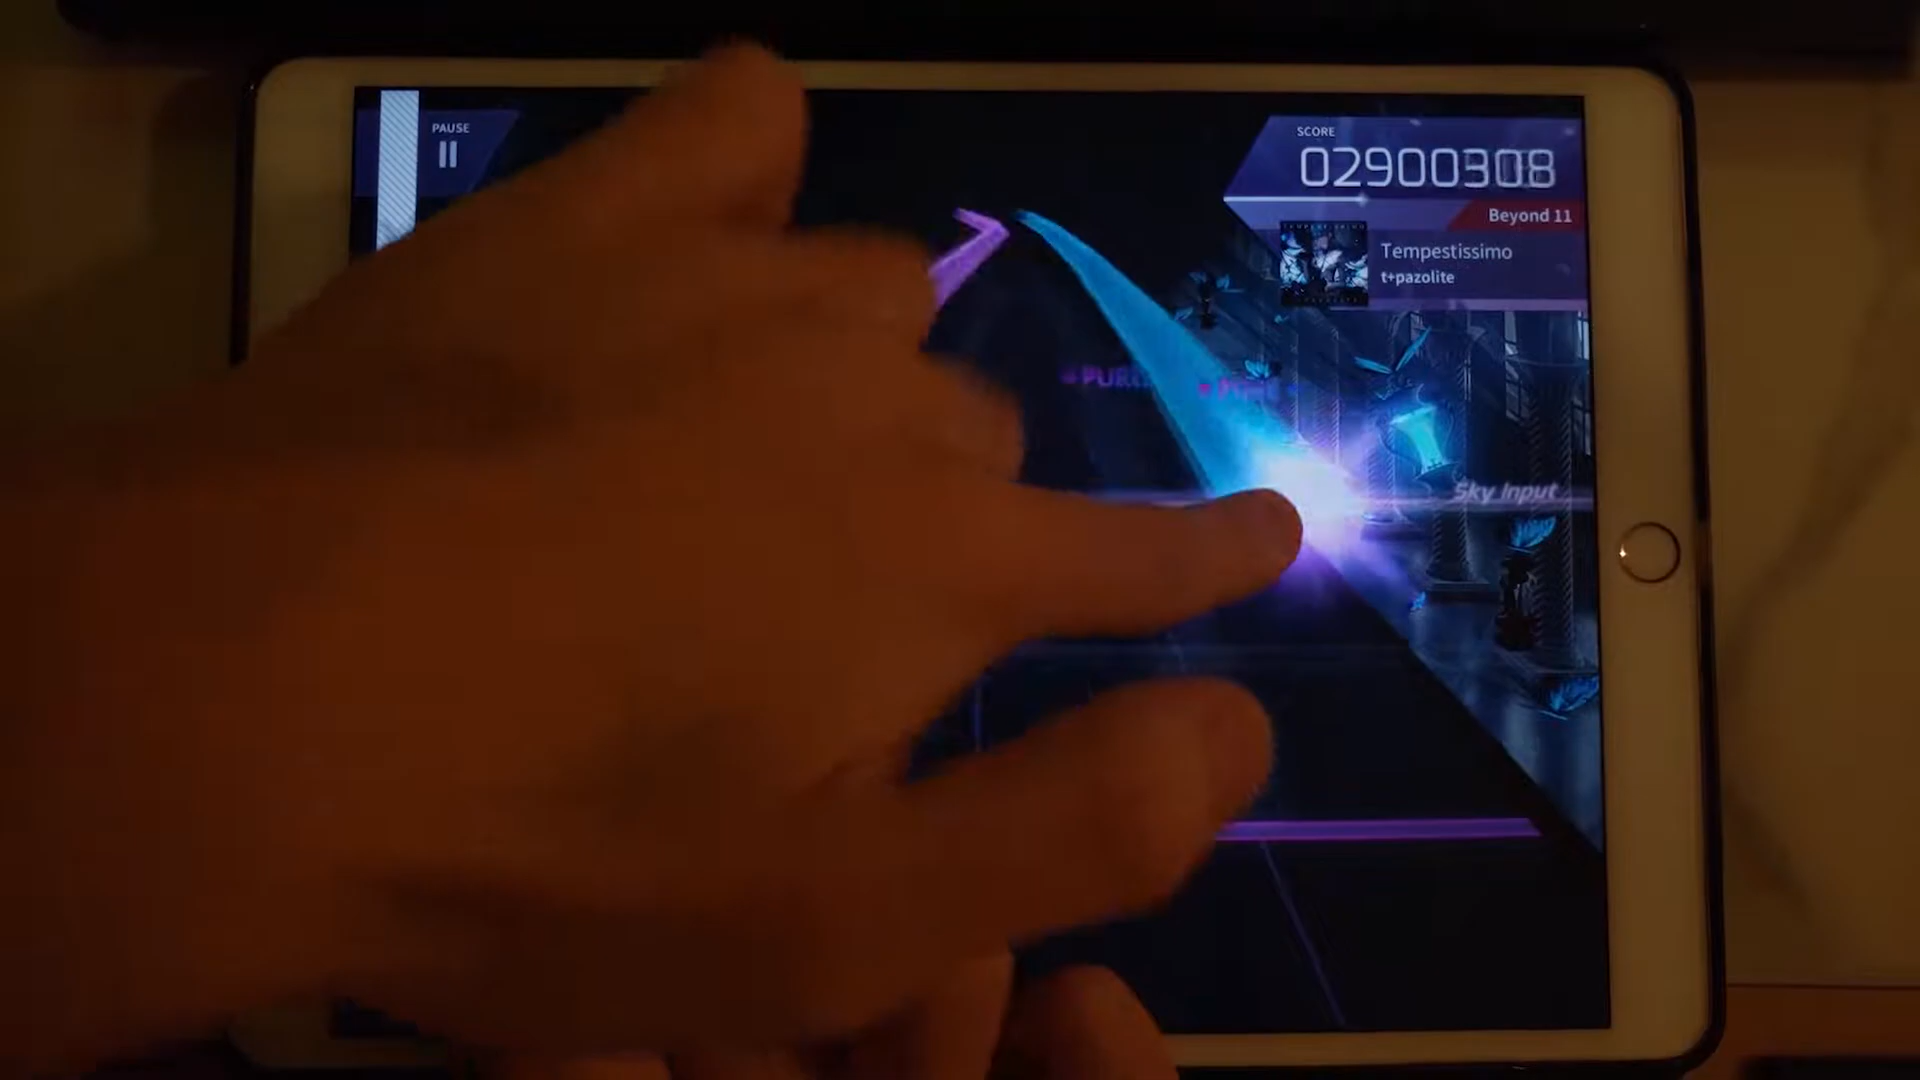 PAUSE
SCORE
02900308
Beyond 11
Tempestissimo
t+pazolite
Sky Input